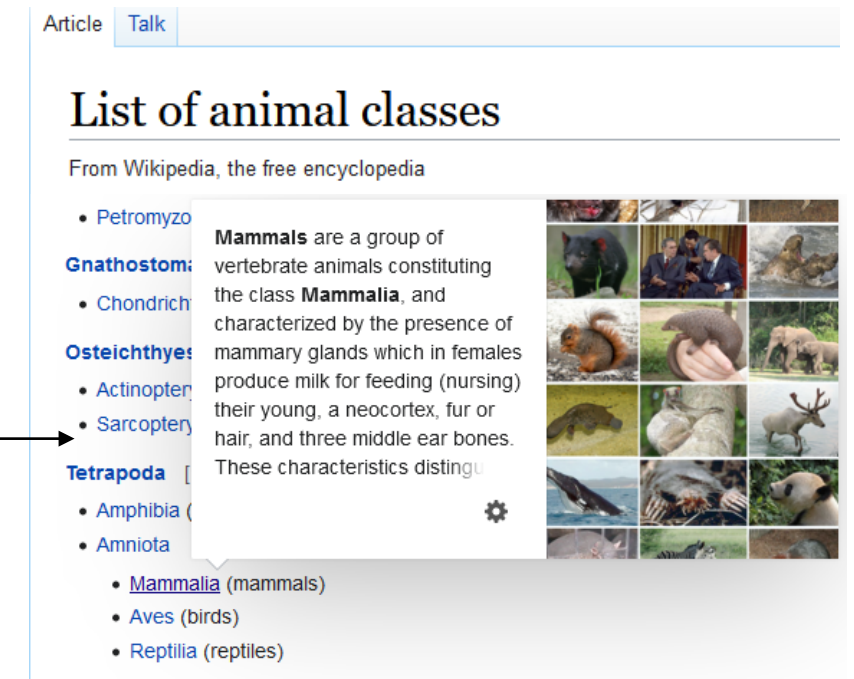 Article Talk
List of animal classes
From Wikipedia, the free encyclopedia
Petromyzo
Gnathostoma
Chondrich
Osteichthyes
Actinoptery
Sarcoptery
Tetrapoda [
Amphibia (
Amniota
Mammals are a group of
vertebrate animals constituting
the class Mammalia, and
characterized by the presence of
mammary glands which in females
produce milk for feeding (nursing)
their young, a neocortex, fur or
hair, and three middle ear bones.
These characteristics distingu
Mammalia (mammals)
Aves (birds)
Reptilia (reptiles)